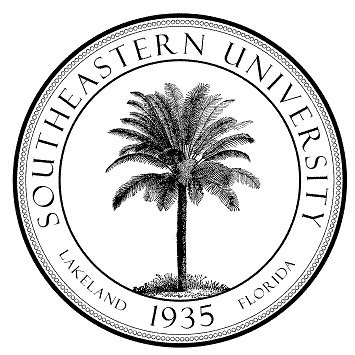 SOUTHEASTERN UNIVERSITY
LAKELAND
1935
FLORIDA